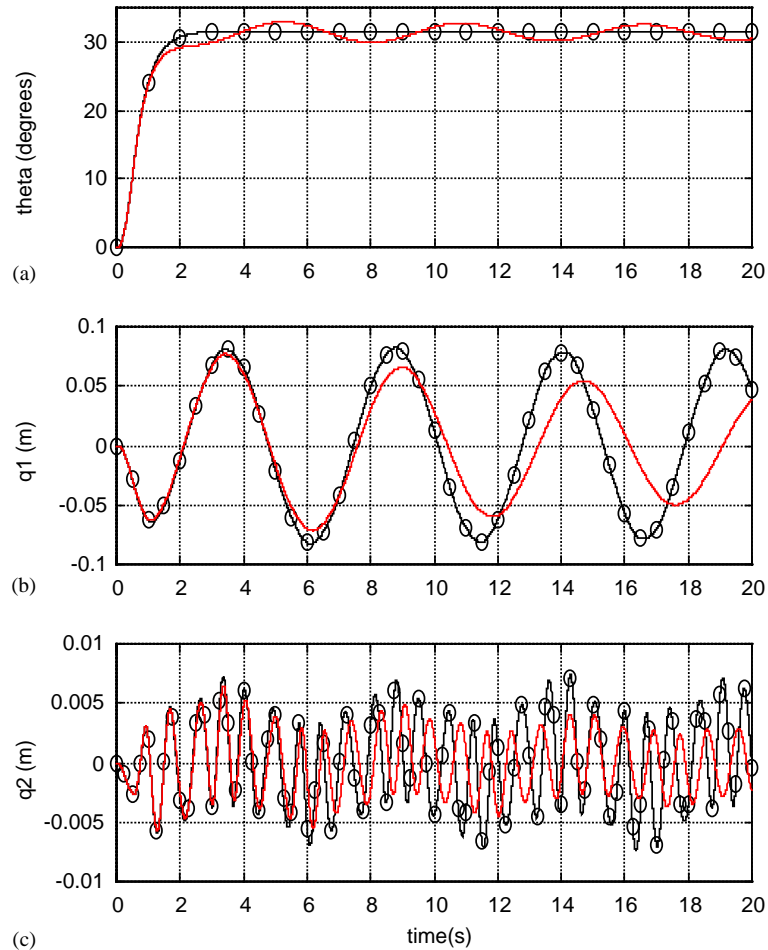 30
20
10
0
theta (degrees)
(a)
0 2 4 6 8 10 12 14 16 18 20
0.1
0.05
0
-0.05
-0.1
q1 (m)
(b)
0 2 4 6 8 10 12 14 16 18 20
0.01
0.005
0
-0.005
-0.01
q2 (m)
(c)
0 2 4 6 8 10 12 14 16 18 20
time(s)